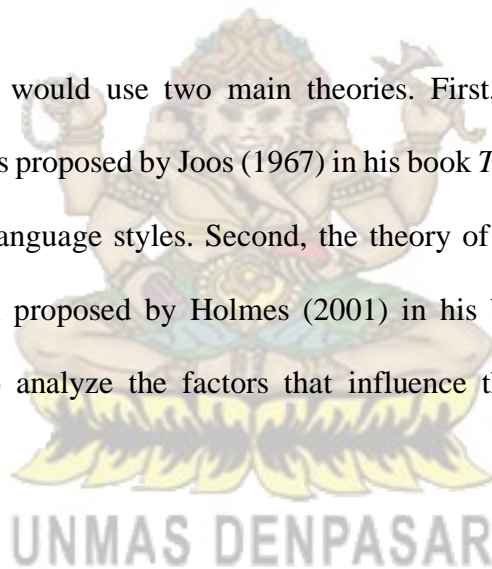 would use two main theories. First.
s proposed by Joos (1967) in his book T
anguage styles. Second, the theory of
proposed by Holmes (2001) in his
analyze the factors that influence t
UNMAS DENPASAR